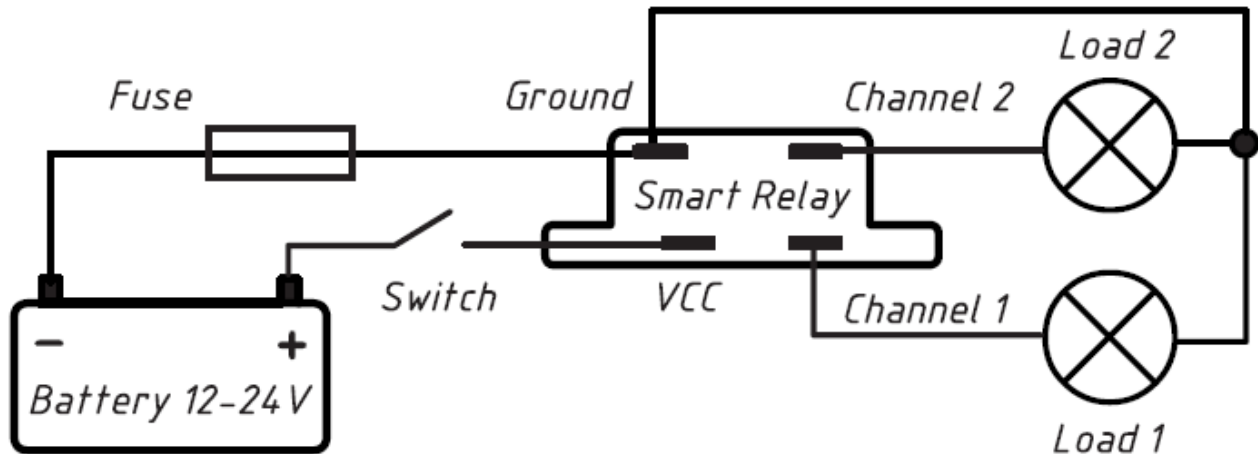 Load 2
Fuse
Ground
Channel 2
Smart Relay
Switch
VCC
Channel 1
- +
Battery 12-24V
Load 1